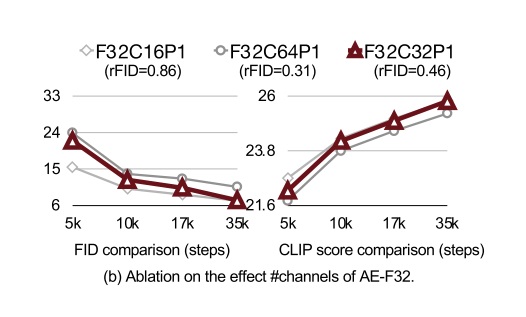 F32C16P1 F32C64P1 F32C32P1
(rFID=0.86) (rFID=0.31) (rFID=0.46)
33 26
24 23.8
15
6 21.6
5k 10k 17k 35k 5k 10k 17k 35k
FID comparison (steps) CLIP score comparison (steps)
(b) Ablation on the effect #channels of AE-F32.